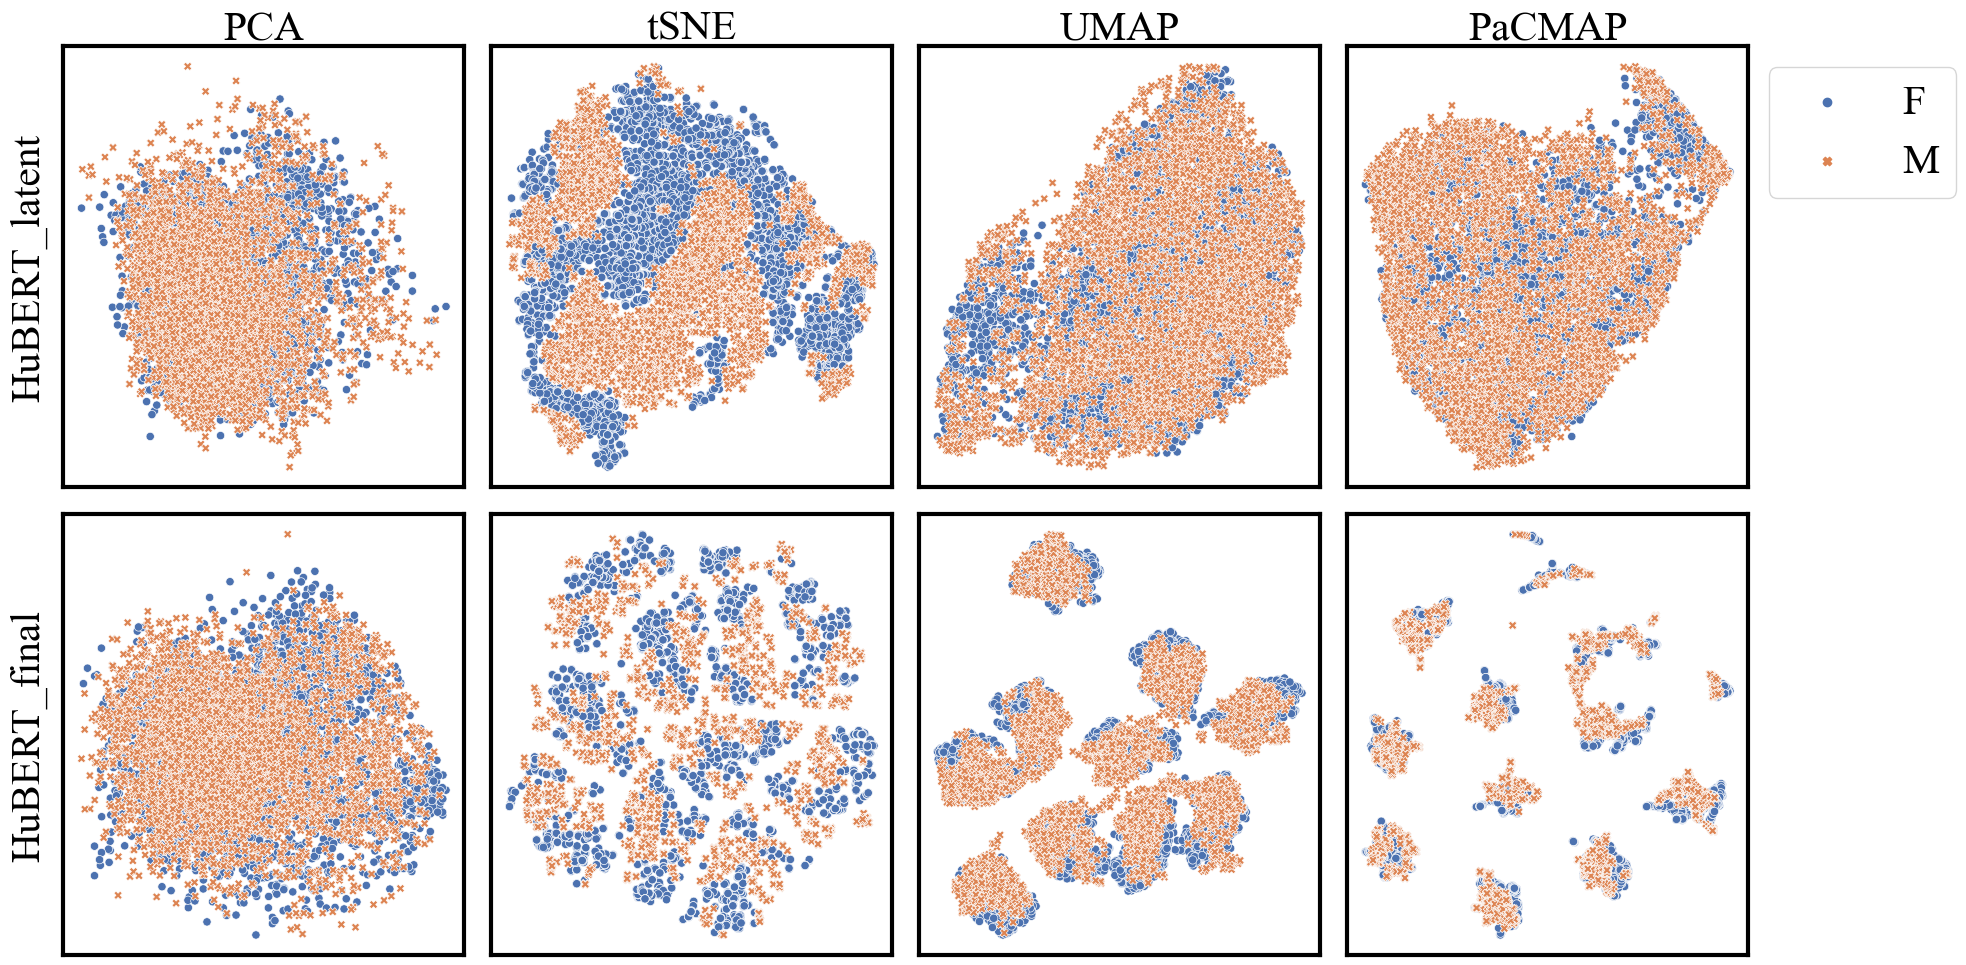 PCA
tSNE
UMAP
PaCMAP
F
M
HuBERT_latent
HuBERT_final